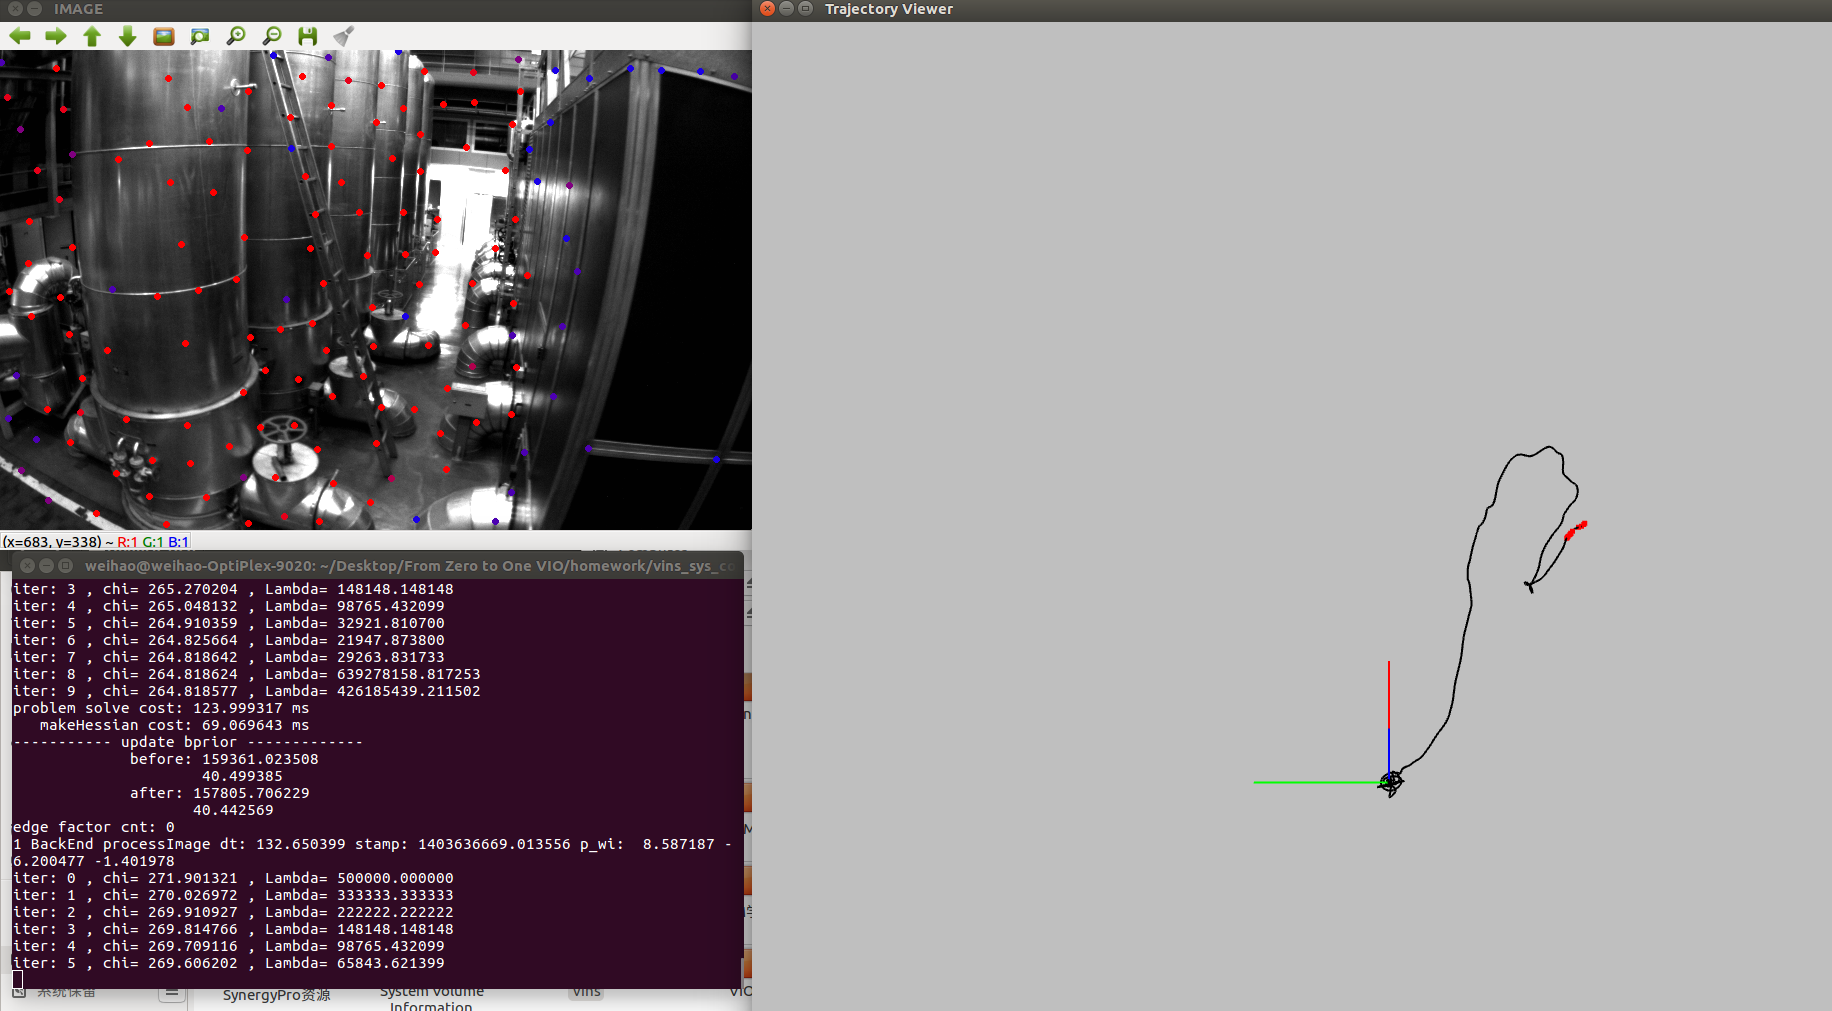 IMAGE
Trajectory Viewer
(x=683, y=338) ~ R:1 G:1 B:1
weihao@weihao-OptiPlex-9020: ~/Desktop/From Zero to One VIO/homework/vins_sys_co
iter: 3 , chi= 265.270204 , Lambda= 148148.148148
iter: 4 , chi= 265.048132 , Lambda= 98765.432099
iter: 5 , chi= 264.910359 , Lambda= 32921.810700
iter: 6 , chi= 264.825664 , Lambda= 21947.873800
iter: 7 , chi= 264.818642 , Lambda= 29263.831733
iter: 8 , chi= 264.818624 , Lambda= 639278158.817253
iter: 9 , chi= 264.818577 , Lambda= 426185439.211502
problem solve cost: 123.999317 ms
makeHessian cost: 69.069643 ms
----------- update bprior -------------
before: 159361.023508
40.499385
after: 157805.706229
40.442569
edge factor cnt: 0
1 BackEnd processImage dt: 132.650399 stamp: 1403636669.013556 p_wi:  8.587187 -
6.200477 -1.401978
iter: 0 , chi= 271.901321 , Lambda= 500000.000000
iter: 1 , chi= 270.026972 , Lambda= 333333.333333
iter: 2 , chi= 269.910927 , Lambda= 222222.222222
iter: 3 , chi= 269.814766 , Lambda= 148148.148148
iter: 4 , chi= 269.709116 , Lambda= 98765.432099
iter: 5 , chi= 269.606202 , Lambda= 65843.621399
系统保留
SynergyPro资源
System Volume
Information
vins